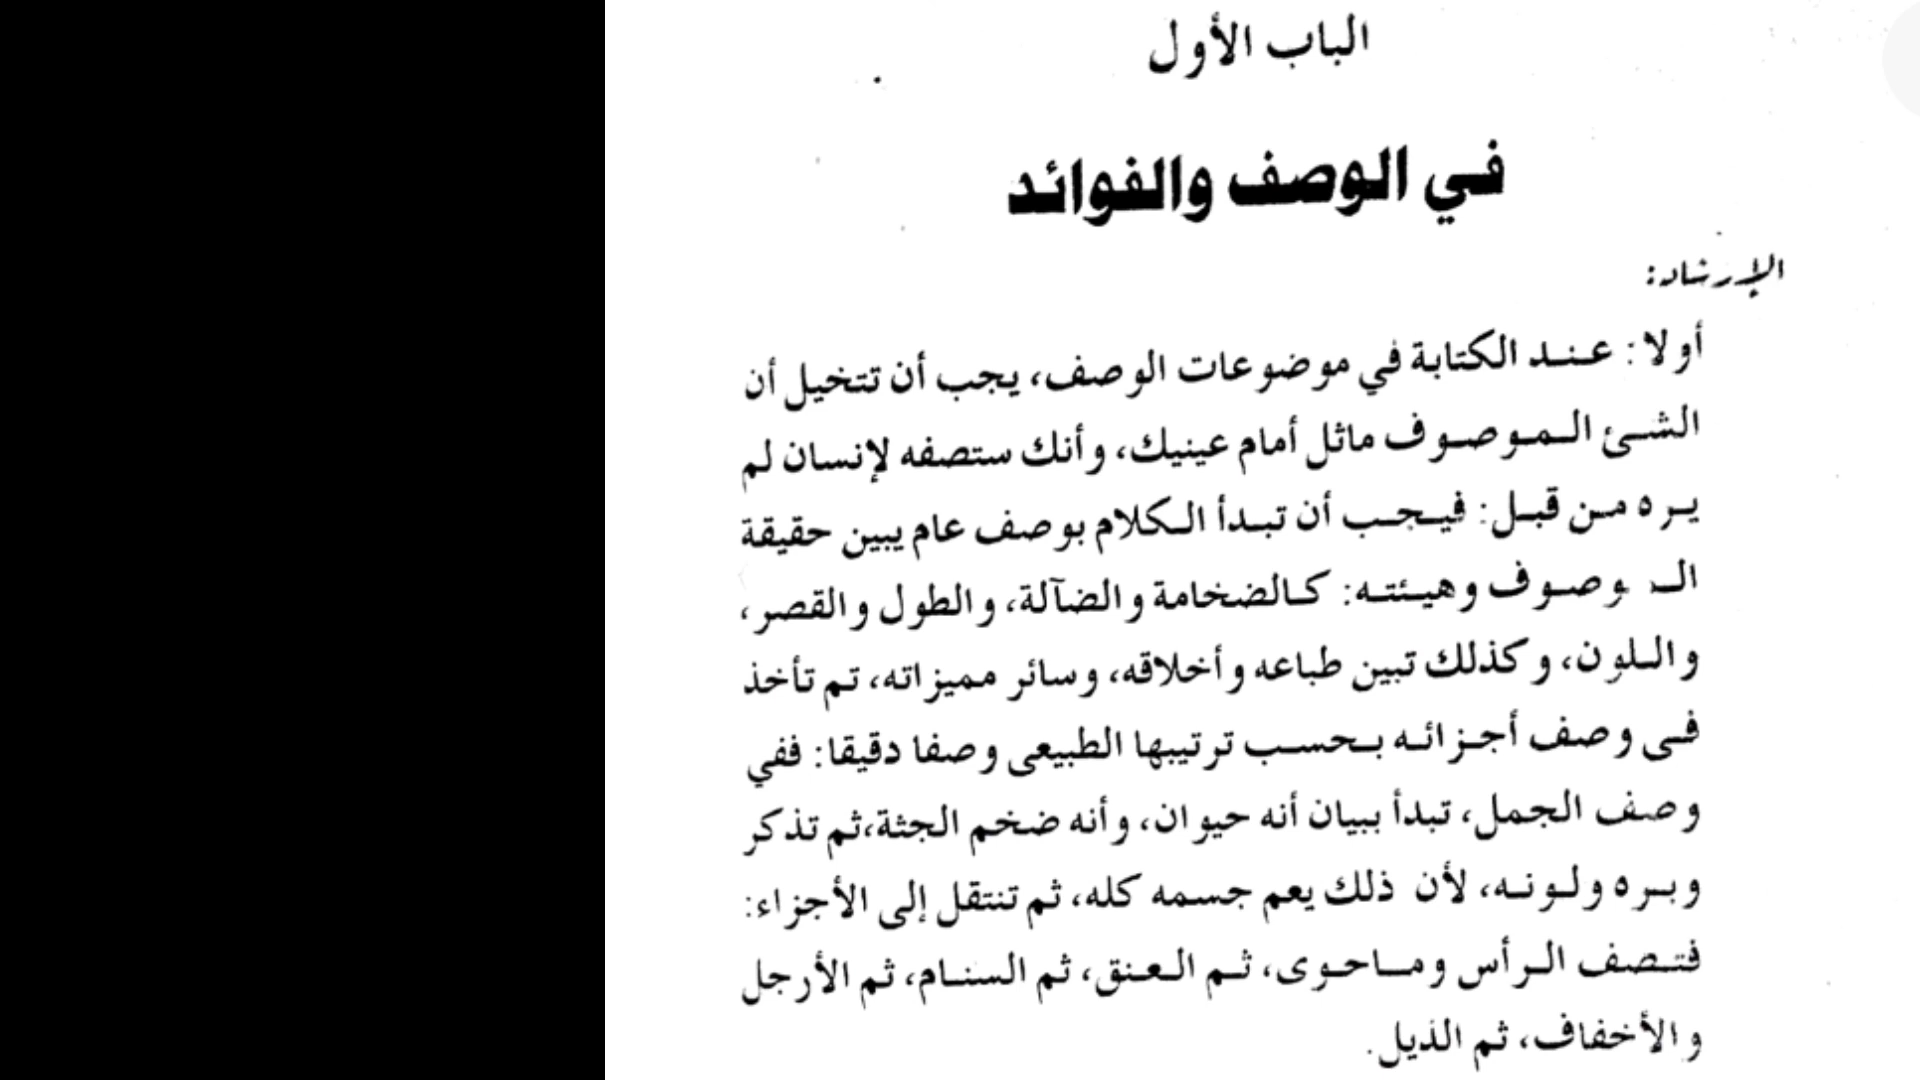 الباب الأول
في الوصف والفوائد
الإرشاد:
أولا: عند الكتابة في موضوعات الوصف، يجب أن تتخيل أن
الشئ الموصوف ماثل أمام عينيك، وأنك ستصفه لإنسان لم
يره من قبل: فيجب أن تبدأ الكلام بوصف عام يبين حقيقة
الموصوف وهيئته: كالضخامة والضآلة، والطول والقصر،
واللون، وكذلك تبين طباعه وأخلاقه، وسائر مميزاته، تم تأخذ
فى وصف أجزائه بحسب ترتيبها الطبيعى وصفا دقيقا: ففي
وصف الجمل، تبدأ ببيان أنه حيوان، وأنه ضخم الجثة،ثم تذكر
وبره ولونه، لأن ذلك يعم جسمه كله، ثم تنتقل إلى الأجزاء:
فتصف الرأس وماحوى، ثم العنق، ثم السنام، ثم الأرجل
والأخفاف، ثم الذيل.